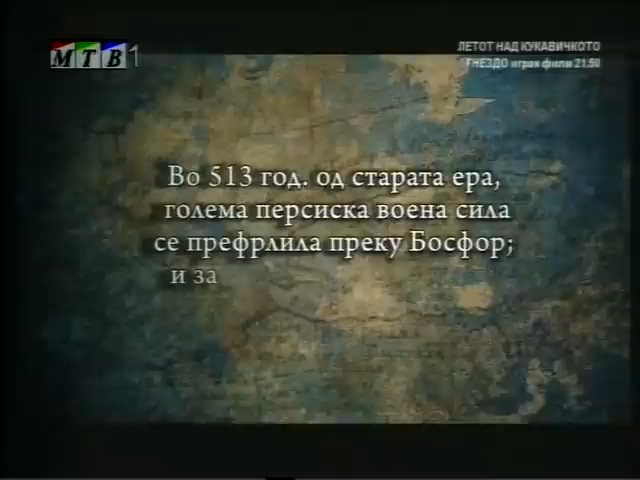 МТВ 1
ЛЕТОТ НАД КУКАВИЧКОТО
ГНЕЗДО игран филм 21.50
Во 513 год. од старата ера,
голема персиска воена сила
се префрлила преку Босфор;
и за